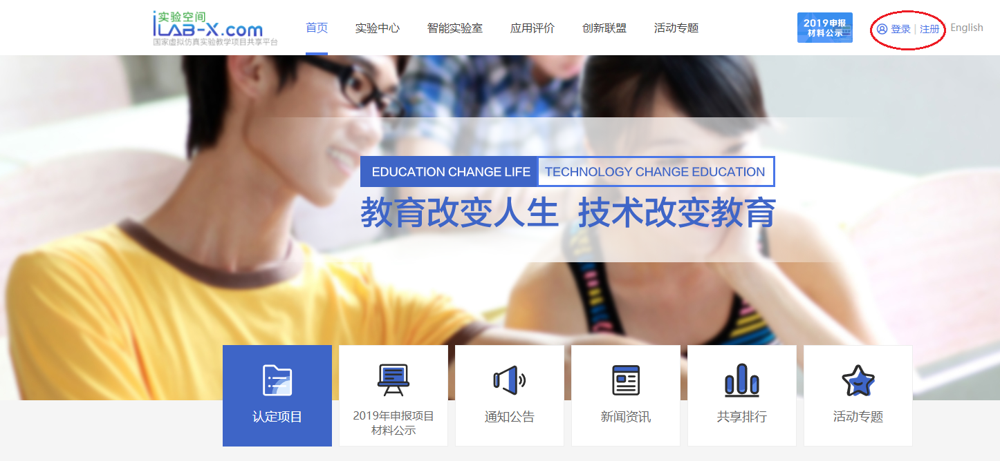 实验空间
iLAB-X.com
国家虚拟仿真实验教学项目共享平台
首页 实验中心 智能实验室 应用评价 创新联盟 活动专题
2019申报
材料公示
登录 | 注册
English
EDUCATION CHANGE LIFE TECHNOLOGY CHANGE EDUCATION
教育改变人生 技术改变教育
认定项目
2019年申报项目
材料公示
通知公告
新闻资讯
共享排行
活动专题